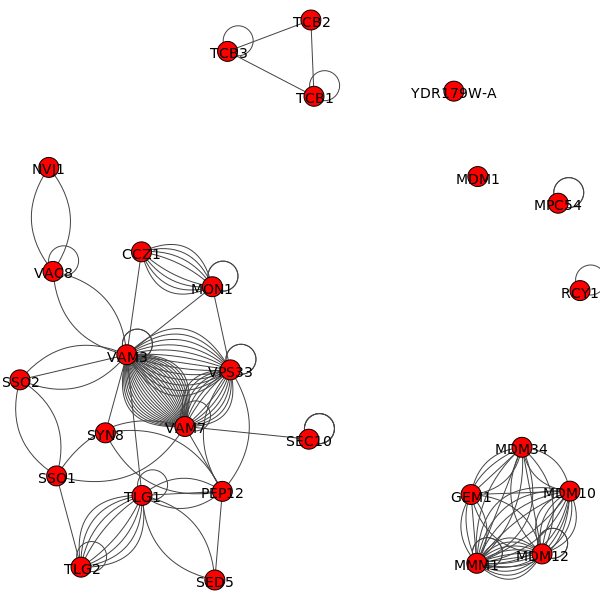 TCB2
TCB3
YDR179W-A
TCB1
NVJ1
MDM1
MPC54
CCZ1
VAC8
MON1
RCY1
VAM3
VPS33
SSO2
SYN8
VAM7
SEC10
MDM34
SSO1
TLG1
PEP12
GEM1
MDM10
MDM12
MMM1
TLG2
SED5